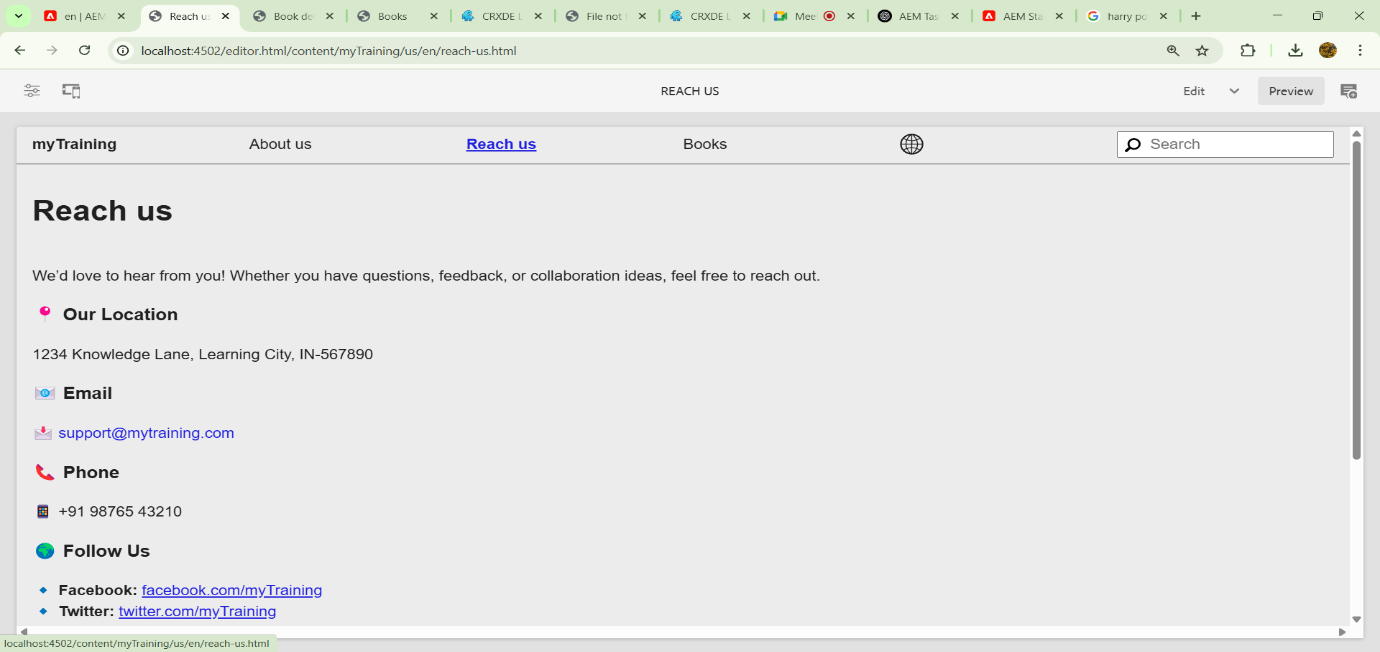 en | AEM
Reach us
Book de
Books
CRXDE L
File not
CRXDE L
Mee
AEM Tas
AEM Sta
harry po
localhost:4502/editor.html/content/myTraining/us/en/reach-us.html
REACH US
Edit
Preview
myTraining
About us
Reach us
Books
Search
Reach us
We'd love to hear from you! Whether you have questions, feedback, or collaboration ideas, feel free to reach out.
Our Location
1234 Knowledge Lane, Learning City, IN-567890
Email
support@mytraining.com
Phone
+91 98765 43210
Follow Us
Facebook: facebook.com/myTraining
Twitter: twitter.com/myTraining
localhost:4502/content/myTraining/us/en/reach-us.html